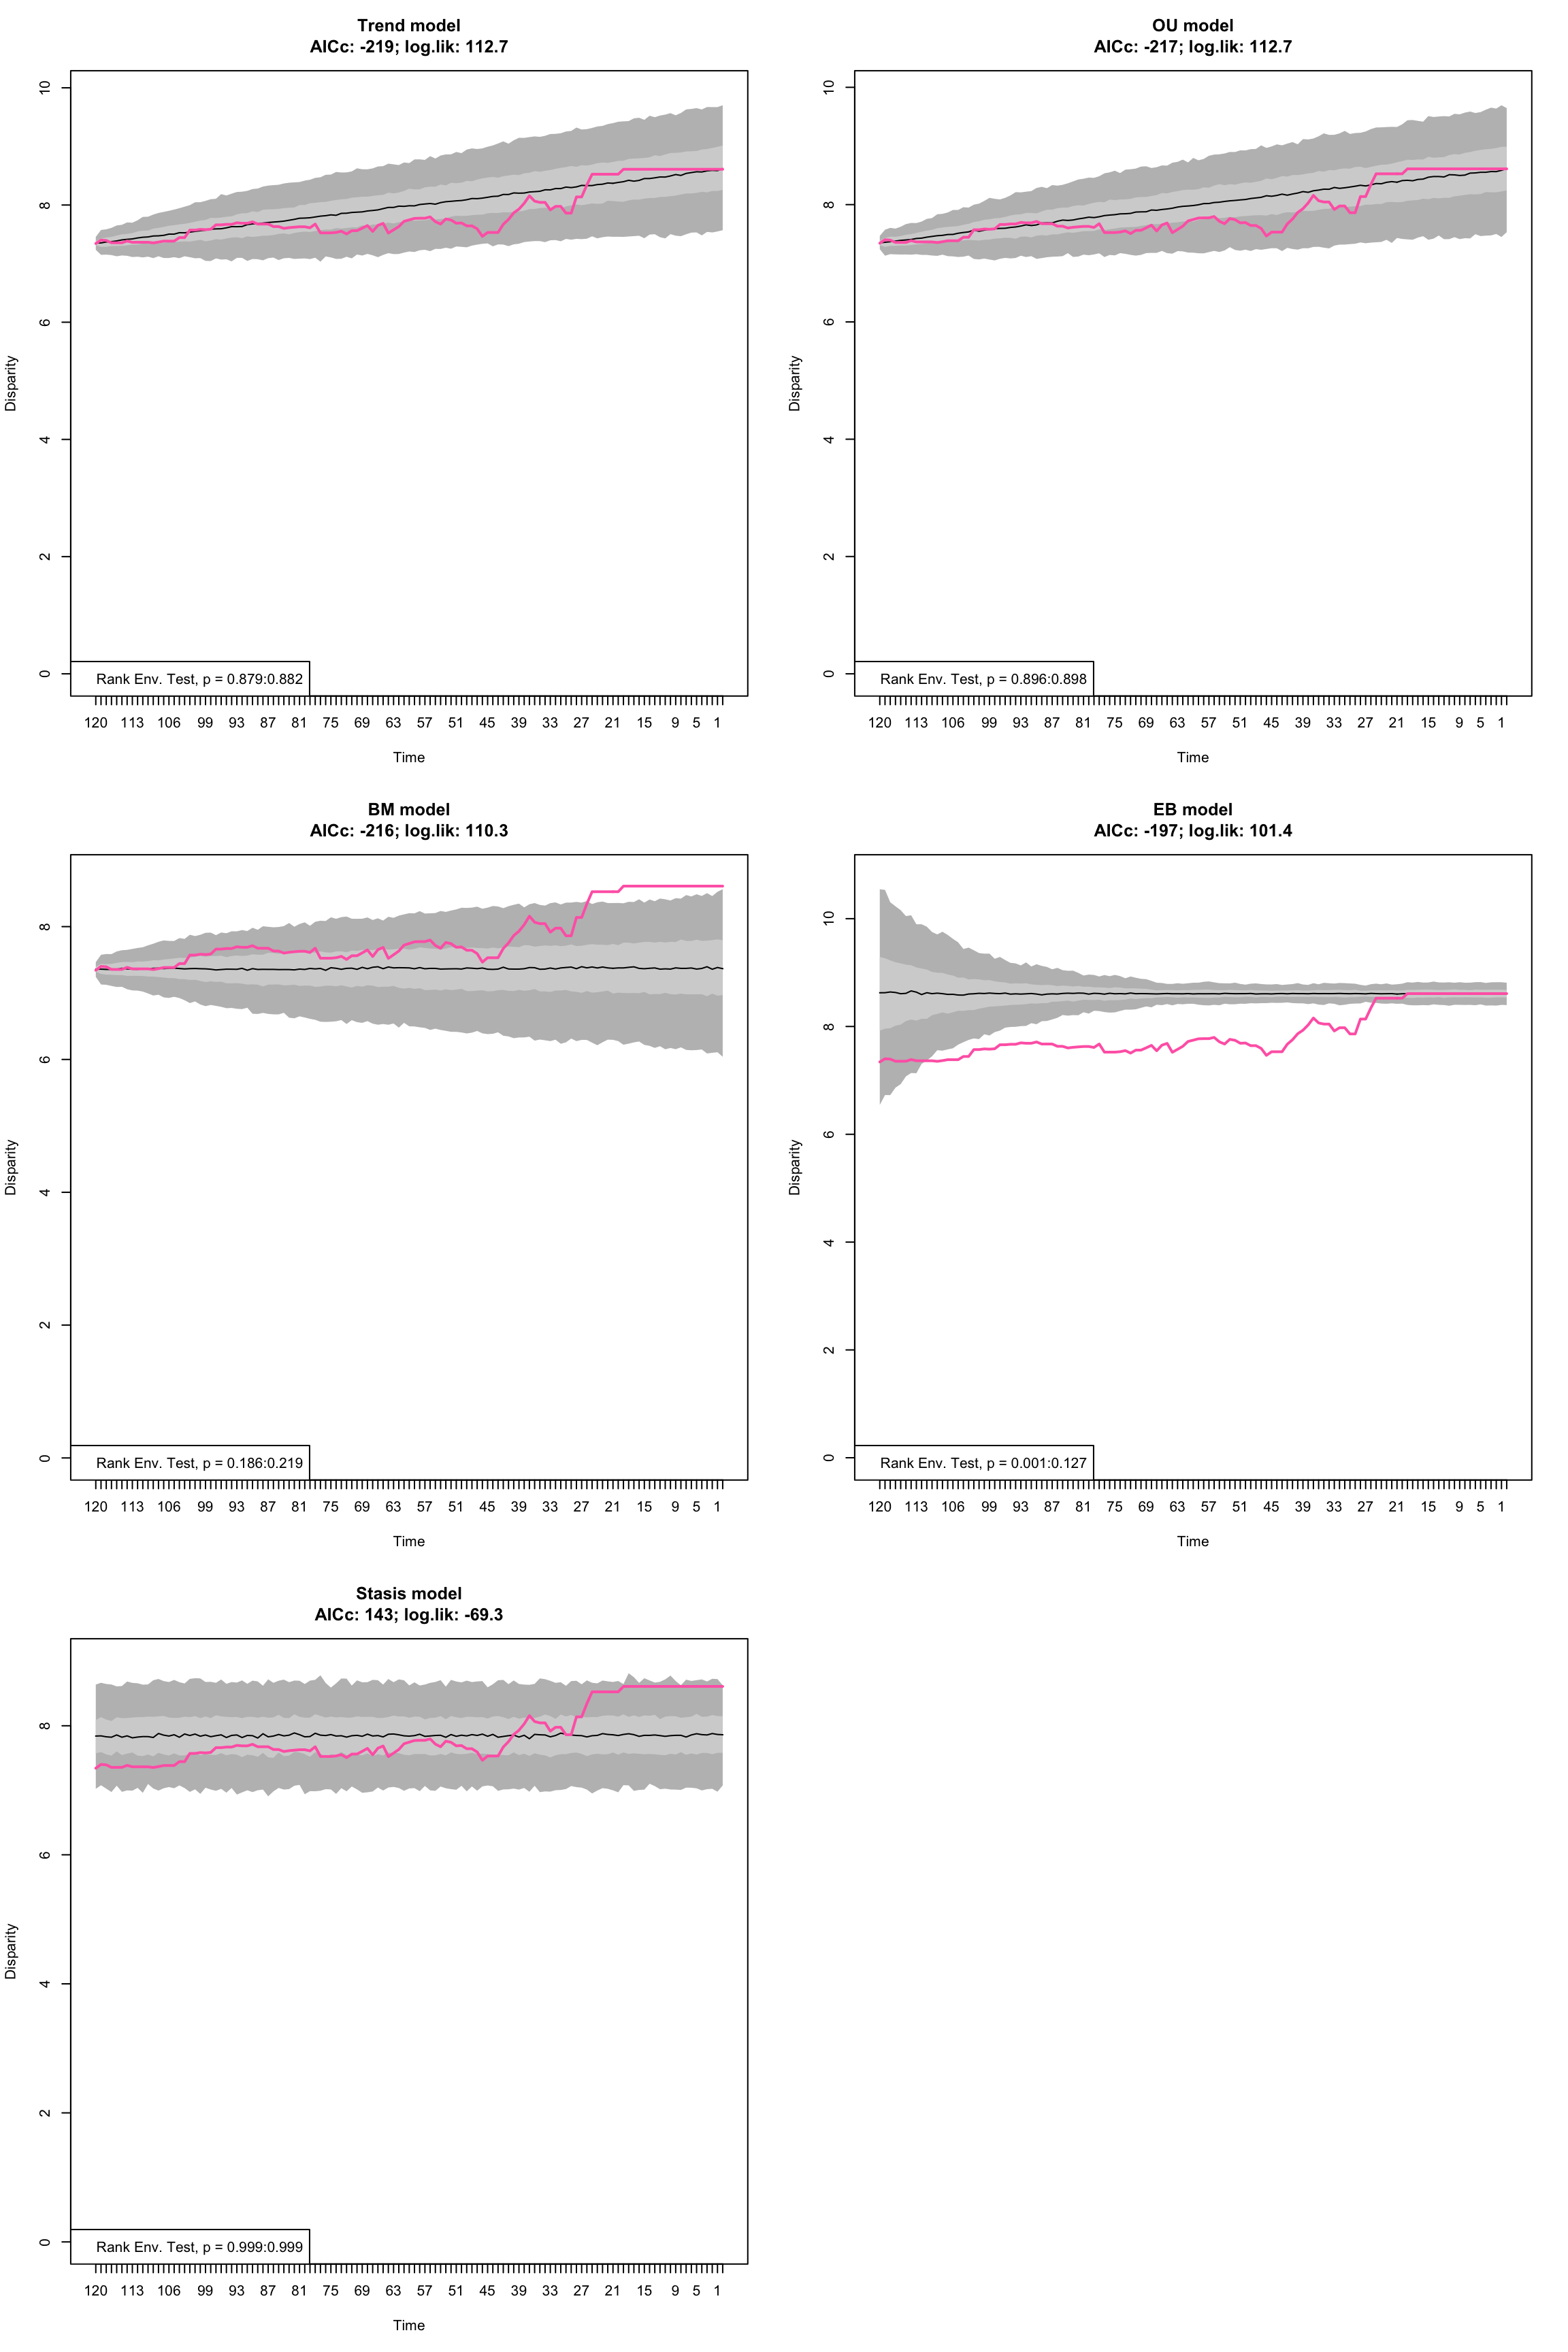 Trend model
AICc: -219; log.lik: 112.7
Disparity
10
8
6
4
2
0
Rank Env. Test, p = 0.879:0.882
120 113 106 99 93 87 81 75 69 63 57 51 45 39 33 27 21 15 9 5 1
Time
OU model
AICc: -217; log.lik: 112.7
Disparity
10
8
6
4
2
0
Rank Env. Test, p = 0.896:0.898
120 113 106 99 93 87 81 75 69 63 57 51 45 39 33 27 21 15 9 5 1
Time
BM model
AICc: -216; log.lik: 110.3
Disparity
8
6
4
2
0
Rank Env. Test, p = 0.186:0.219
120 113 106 99 93 87 81 75 69 63 57 51 45 39 33 27 21 15 9 5 1
Time
EB model
AICc: -197; log.lik: 101.4
Disparity
10
8
6
4
2
0
Rank Env. Test, p = 0.001:0.127
120 113 106 99 93 87 81 75 69 63 57 51 45 39 33 27 21 15 9 5 1
Time
Stasis model
AICc: 143; log.lik: -69.3
Disparity
8
6
4
2
0
Rank Env. Test, p = 0.999:0.999
120 113 106 99 93 87 81 75 69 63 57 51 45 39 33 27 21 15 9 5 1
Time